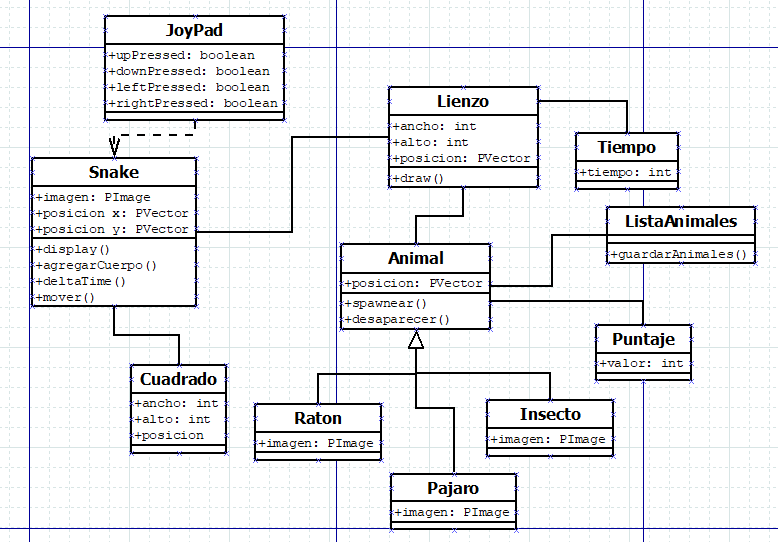 JoyPad
+upPressed: boolean
+downPressed: boolean
+leftPressed: boolean
+rightPressed: boolean
Lienzo
+ancho: int
+alto: int
+posicion: PVector
+draw()
Tiempo
+tiempo: int
Snake
+imagen: PImage
+posicion x: PVector
+posicion y: PVector
+display()
+agregarCuerpo()
+deltaTime()
+mover()
ListaAnimales
+guardarAnimales()
Animal
+posicion: PVector
+spawnear()
+desaparecer()
Puntaje
+valor: int
Cuadrado
+ancho: int
+alto: int
+posicion
Raton
+imagen: PImage
Insecto
+imagen: PImage
Pajaro
+imagen: PImage